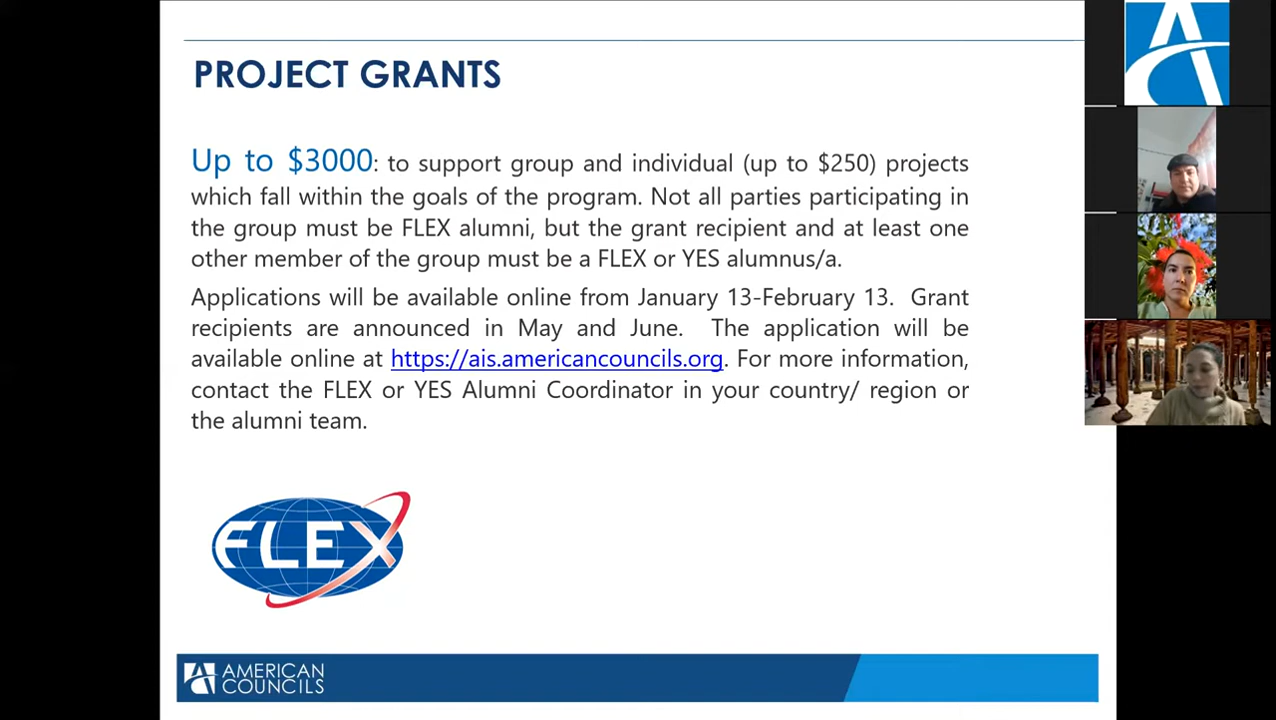 PROJECT GRANTS
Up to $3000: to support group and individual (up to $250) projects
which fall within the goals of the program. Not all parties participating in
the group must be FLEX alumni, but the grant recipient and at least one
other member of the group must be a FLEX or YES alumnus/a.
Applications will be available online from January 13-February 13. Grant
recipients are announced in May and June. The application will be
available online at https://ais.americancouncils.org. For more information,
contact the FLEX or YES Alumni Coordinator in your country/ region or
the alumni team.
FLEX
AMERICAN
COUNCILS